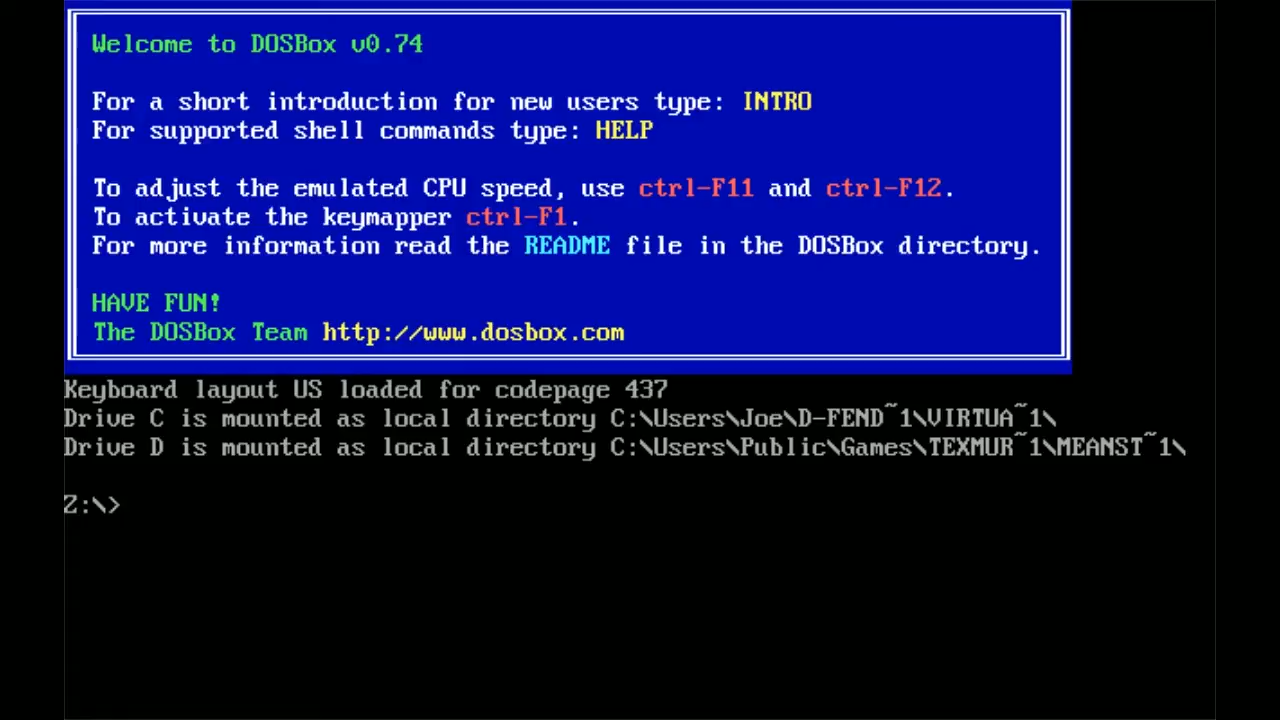 Welcome to DOSBox v0.74
For a short introduction for new users type: INTRO
For supported shell commands type: HELP
To adjust the emulated CPU speed, use ctrl-F11 and ctrl-F12.
To activate the keymapper ctrl-F1.
For more information read the README file in the DOSBox directory.
HAVE FUN!
The DOSBox Team http://www.dosbox.com
Keyboard layout US loaded for codepage 437
Drive C is mounted as local directory C:\Users\Joe\D-FEND~1\VIRTUA~1\
Drive D is mounted as local directory C:\Users\Public\Games\TEXMUR~1\MEANST~1\
Z:\>